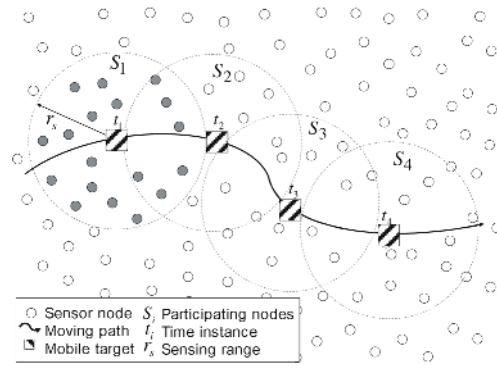 S1
S2
rs
t1
t2
S3
t3
S4
t4
Sensor node Si Participating nodes
Moving path ti Time instance
Mobile target rs Sensing range